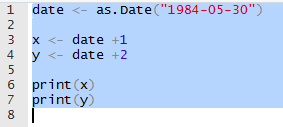 1 date <- as.Date("1984-05-30")
2
3 x <- date +1
4 y <- date +2
5
6 print(x)
7 print(y)
8